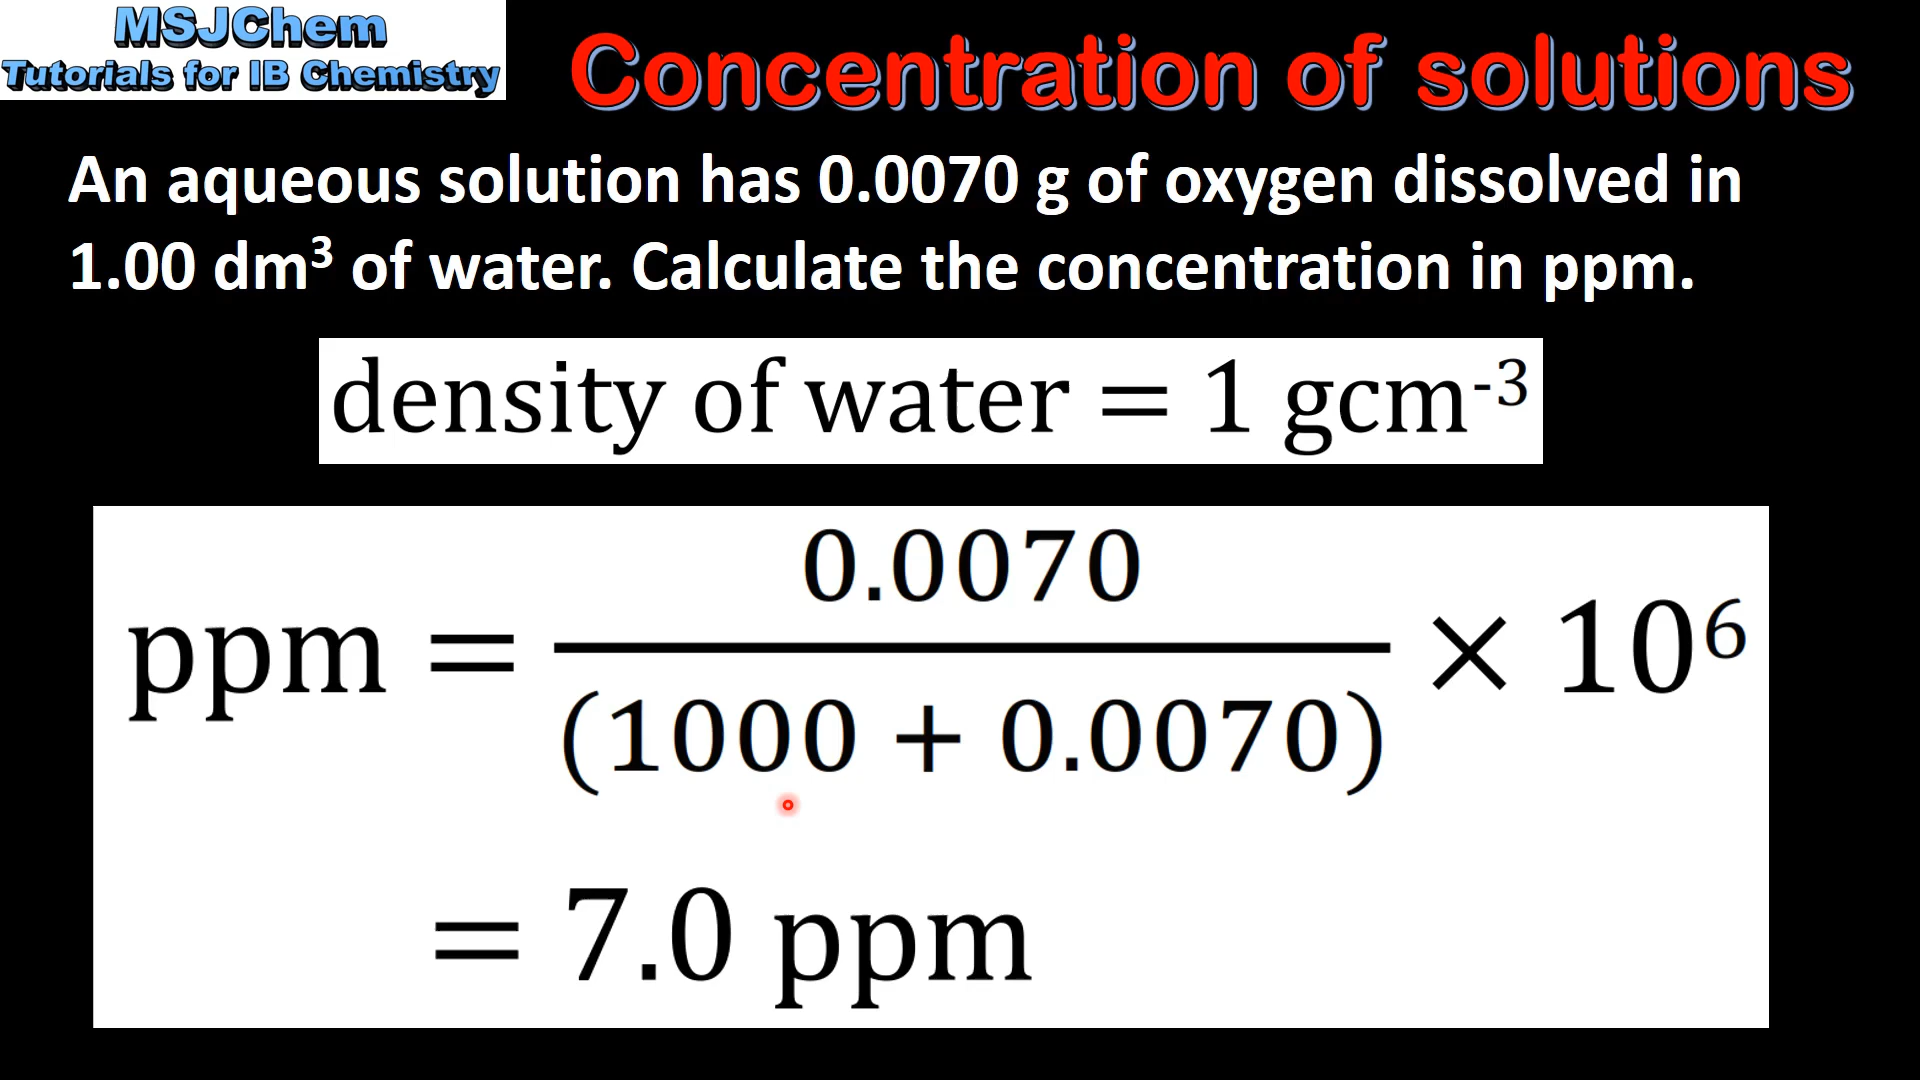 MSJChem
Tutorials for IB Chemistry
Concentration of solutions
An aqueous solution has 0.0070 g of oxygen dissolved in
1.00 dm³ of water. Calculate the concentration in ppm.
density of water = 1 gcm⁻³
ppm = 0.0070 / (1000 + 0.0070) × 10⁶
= 7.0 ppm